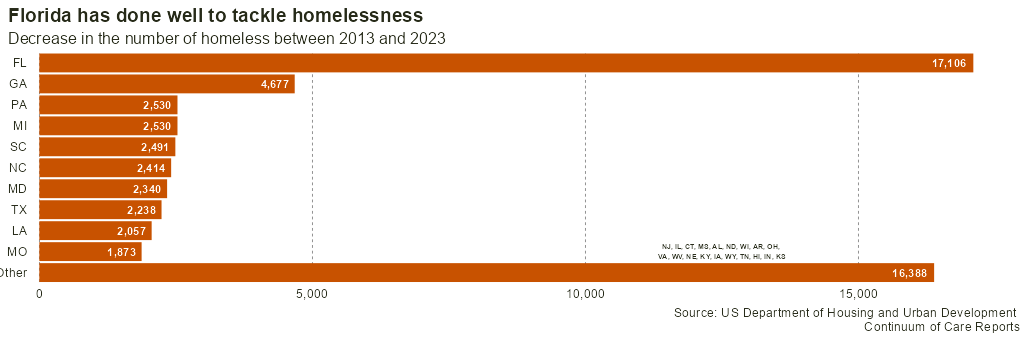 Florida has done well to tackle homelessness
Decrease in the number of homeless between 2013 and 2023
FL 17,106
GA 4,677
PA 2,530
MI 2,530
SC 2,491
NC 2,414
MD 2,340
TX 2,238
LA 2,057
MO 1,873
NJ, IL, CT, MS, AL, ND, WI, AR, OH,
VA, WV, NE, KY, IA, WY, TN, HI, IN, KS
Other 16,388
0 5,000 10,000 15,000
Source: US Department of Housing and Urban Development
Continuum of Care Reports